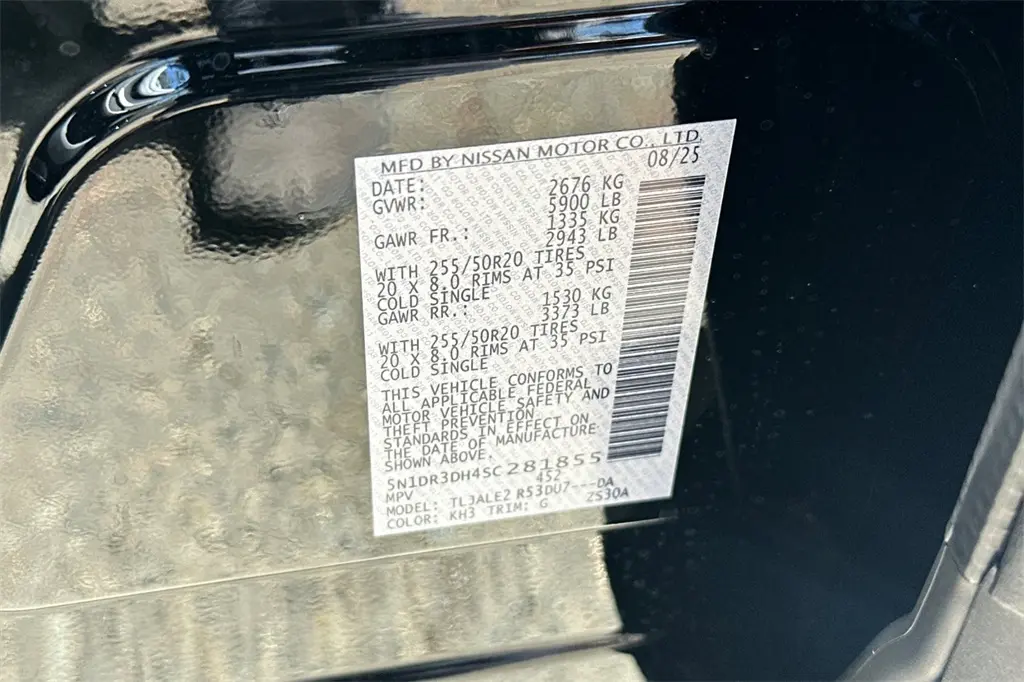 MFD BY NISSAN MOTOR CO., LTD.
DATE: 08/25
GVWR: 2676 KG
5900 LB
GAWR FR.: 1335 KG
2943 LB
WITH 255/50R20 TIRES
20 X 8.0 RIMS AT 35 PSI
COLD SINGLE
GAWR RR.: 1530 KG
3373 LB
WITH 255/50R20 TIRES
20 X 8.0 RIMS AT 35 PSI
COLD SINGLE
THIS VEHICLE CONFORMS TO
ALL APPLICABLE FEDERAL
MOTOR VEHICLE SAFETY AND
THEFT PREVENTION
STANDARDS IN EFFECT ON
THE DATE OF MANUFACTURE
SHOWN ABOVE.
5N1DR3DH4SC281855
MPV 452
MODEL: TLJALE2 R53DU7---DA
COLOR: KH3 TRIM: G ZS30A